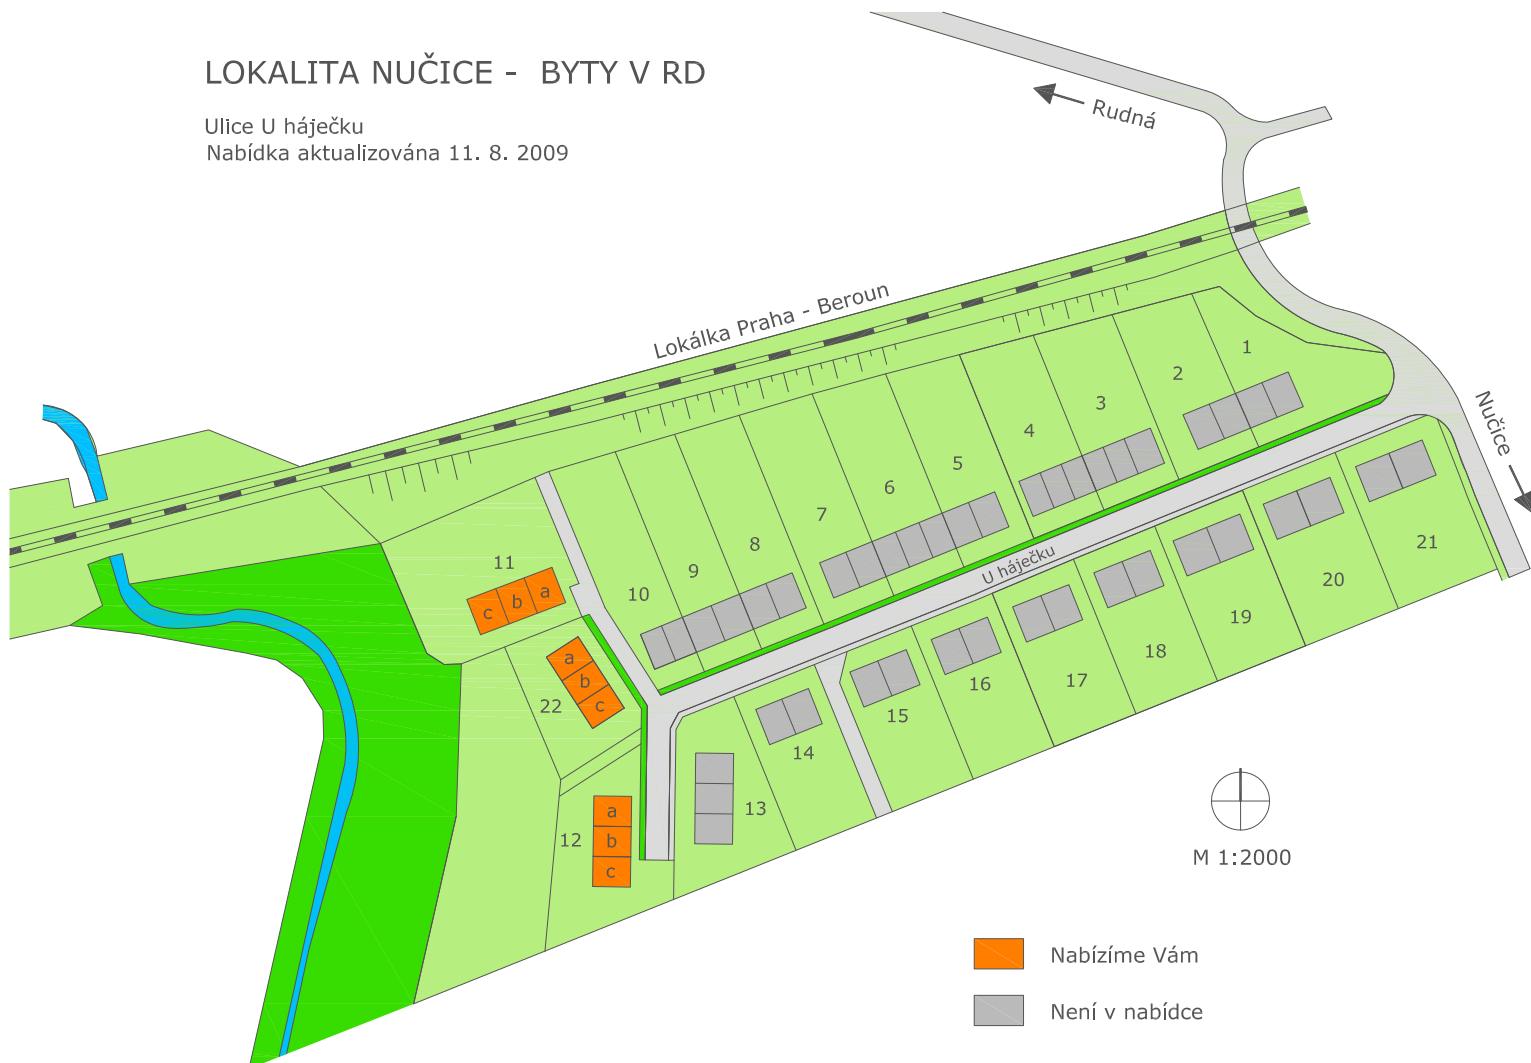 LOKALITA NUČICE - BYTY V RD
Ulice U háječku
Nabídka aktualizována 11. 8. 2009
Rudná
Lokálka Praha - Beroun
Nučice
1
2
3
4
5
6
7
8
9
10
11
a
b
c
U háječku
21
20
19
18
17
16
15
14
13
22
a
b
c
12
a
b
c
M 1:2000
Nabízíme Vám
Není v nabídce